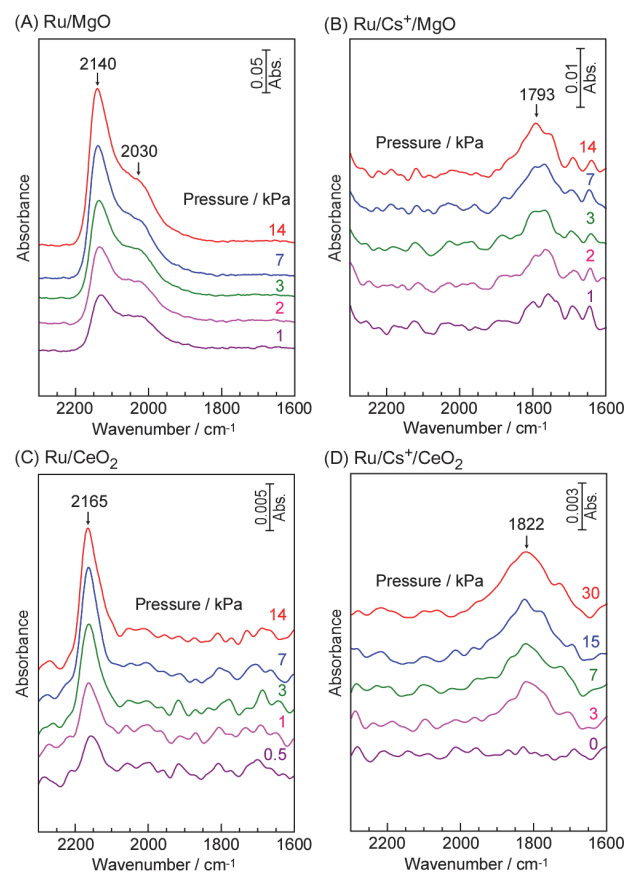 (A) Ru/MgO
2140
0.05
Abs.
2030
Pressure / kPa
14
7
3
2
1
Absorbance
2200 2000 1800 1600
Wavenumber / cm-1
(B) Ru/Cs+/MgO
0.01
Abs.
1793
Pressure / kPa
14
7
3
2
1
Absorbance
2200 2000 1800 1600
Wavenumber / cm-1
(C) Ru/CeO2
2165
0.005
Abs.
Pressure / kPa
14
7
3
1
0.5
Absorbance
2200 2000 1800 1600
Wavenumber / cm-1
(D) Ru/Cs+/CeO2
0.003
Abs.
1822
Pressure / kPa
30
15
7
3
0
Absorbance
2200 2000 1800 1600
Wavenumber / cm-1